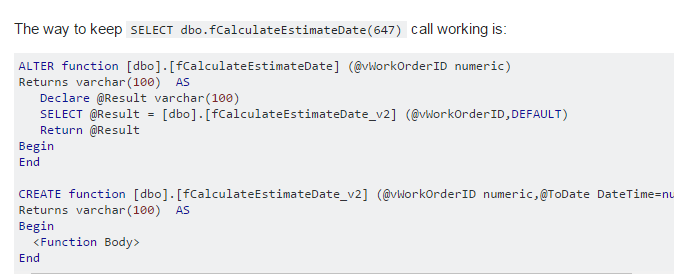 The way to keep SELECT dbo.fCalculateEstimateDate(647) call working is:
ALTER function [dbo].[fCalculateEstimateDate] (@vWorkOrderID numeric)
Returns varchar(100)  AS
   Declare @Result varchar(100)
   SELECT @Result = [dbo].[fCalculateEstimateDate_v2] (@vWorkOrderID,DEFAULT)
   Return @Result
Begin
End
CREATE function [dbo].[fCalculateEstimateDate_v2] (@vWorkOrderID numeric,@ToDate DateTime=nu
Returns varchar(100)  AS
Begin
  <Function Body>
End